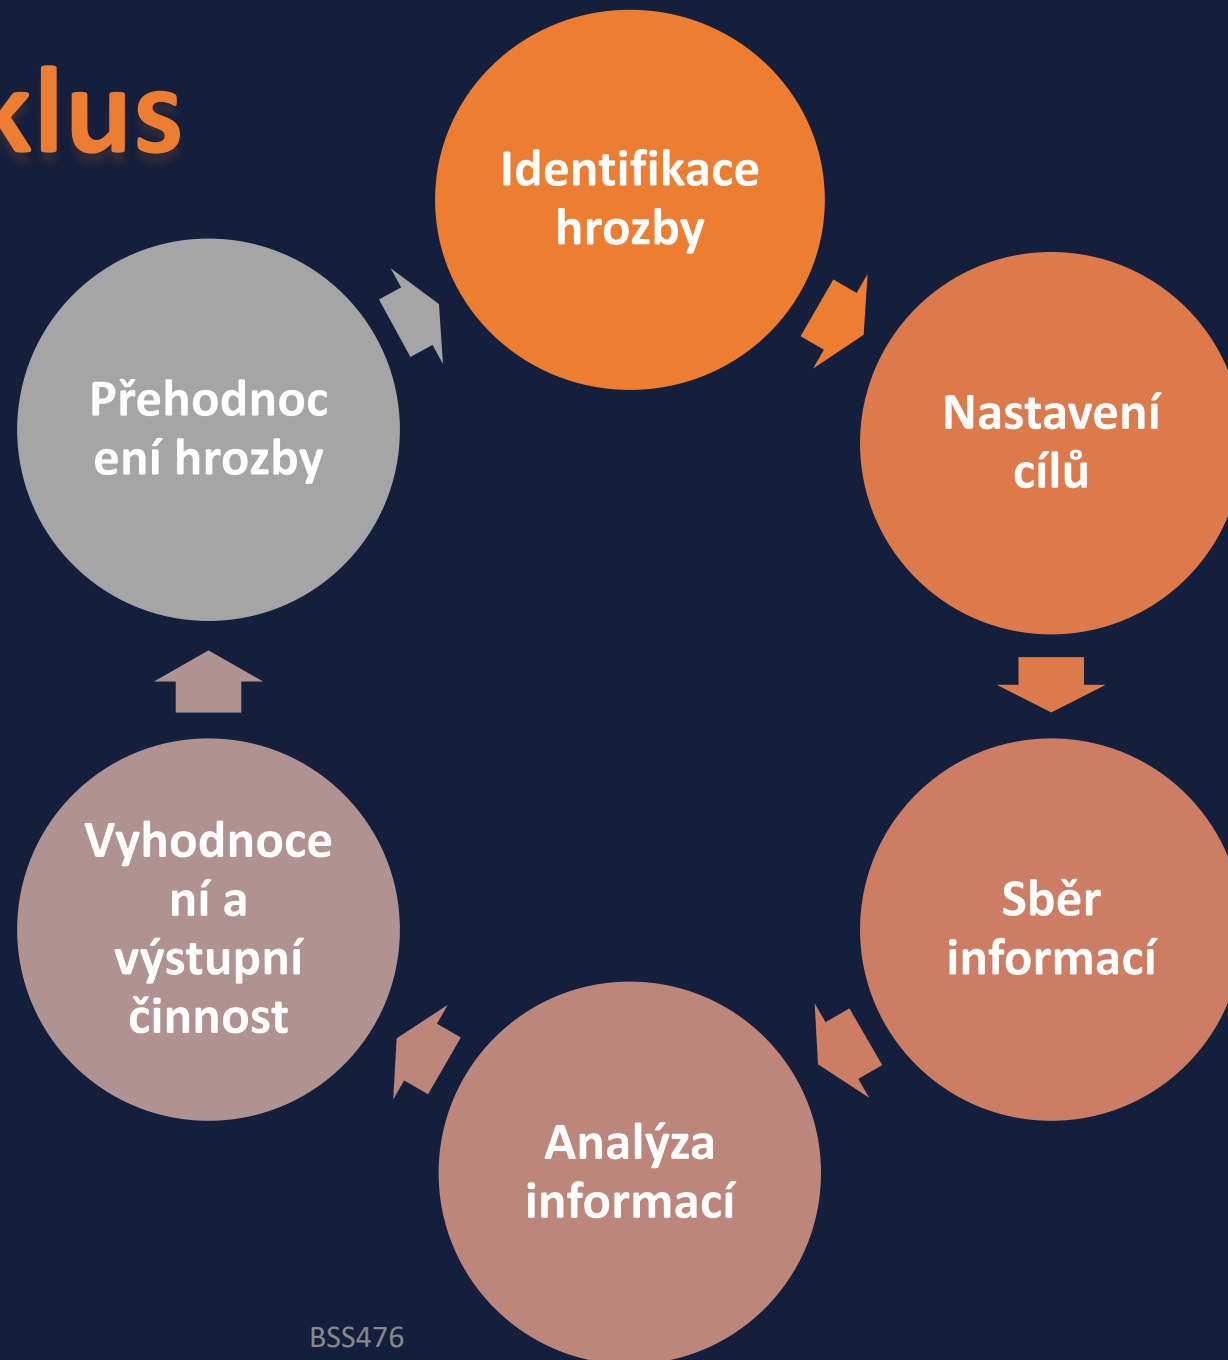 klus
Identifikace
hrozby
Nastavení
cílů
Sběr
informací
Analýza
informací
Vyhodnoce
ní a
výstupní
činnost
Přehodnoc
ení hrozby
BSS476